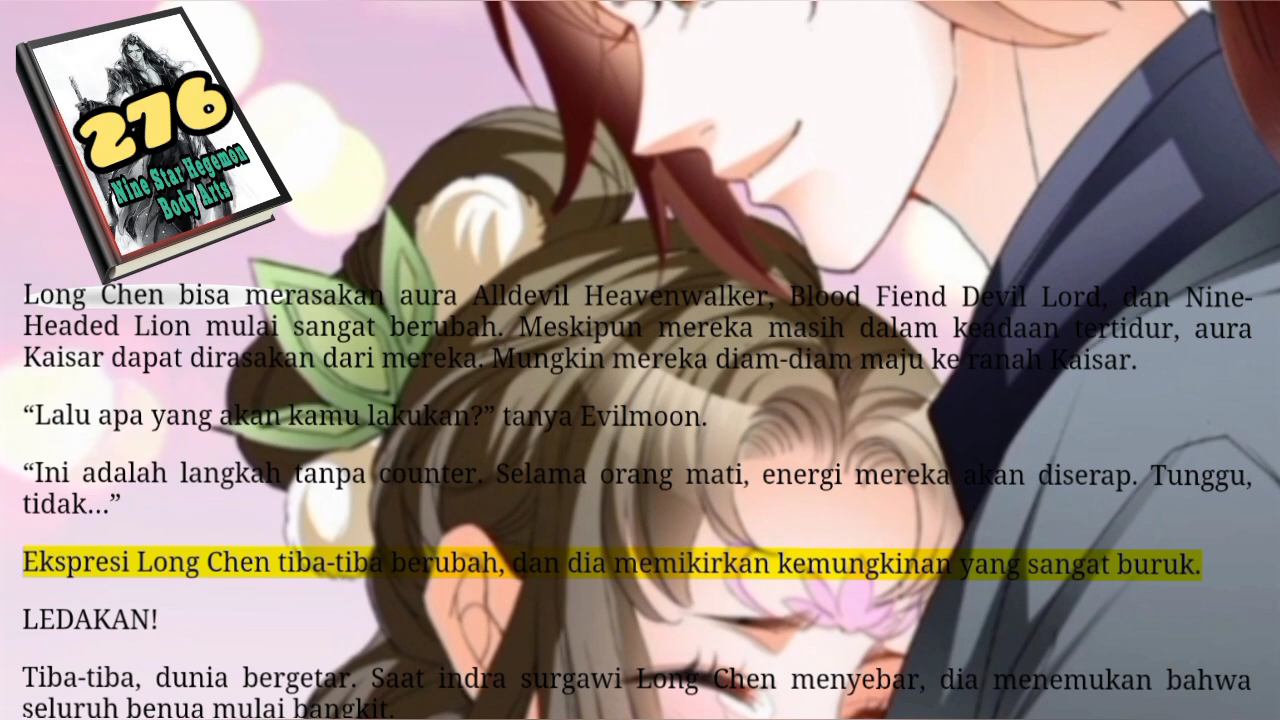 276
Nine Star Hegemon
Body Arts
Long Chen bisa merasakan aura Alldevil Heavenwalker, Blood Fiend Devil Lord, dan Nine-
Headed Lion mulai sangat berubah. Meskipun mereka masih dalam keadaan tertidur, aura
Kaisar dapat dirasakan dari mereka. Mungkin mereka diam-diam maju ke ranah Kaisar.
“Lalu apa yang akan kamu lakukan?” tanya Evilmoon.
“Ini adalah langkah tanpa counter. Selama orang mati, energi mereka akan diserap. Tunggu,
tidak…”
Ekspresi Long Chen tiba-tiba berubah, dan dia memikirkan kemungkinan yang sangat buruk.
LEDAKAN!
Tiba-tiba, dunia bergetar. Saat indra surgawi Long Chen menyebar, dia menemukan bahwa
seluruh benua mulai bangkit.